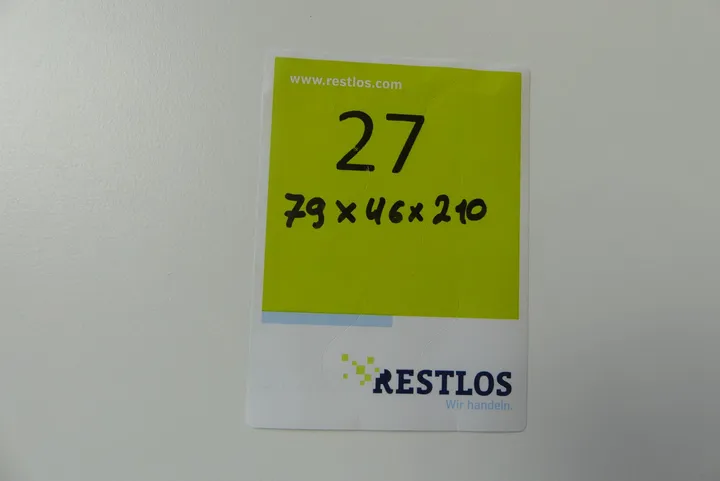 www.restlos.com
27
79 x 46 x 210
RESTLOS
Wir handeln.